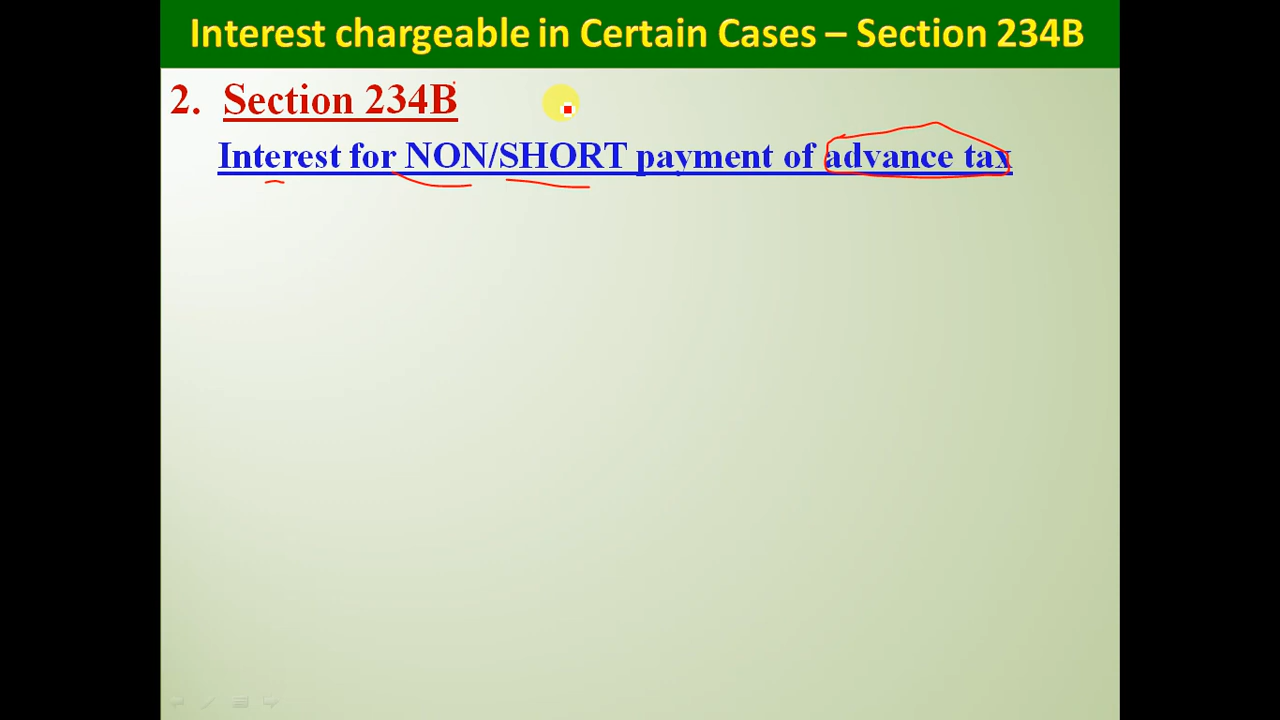 Interest chargeable in Certain Cases – Section 234B
2. Section 234B
Interest for NON/SHORT payment of advance tax